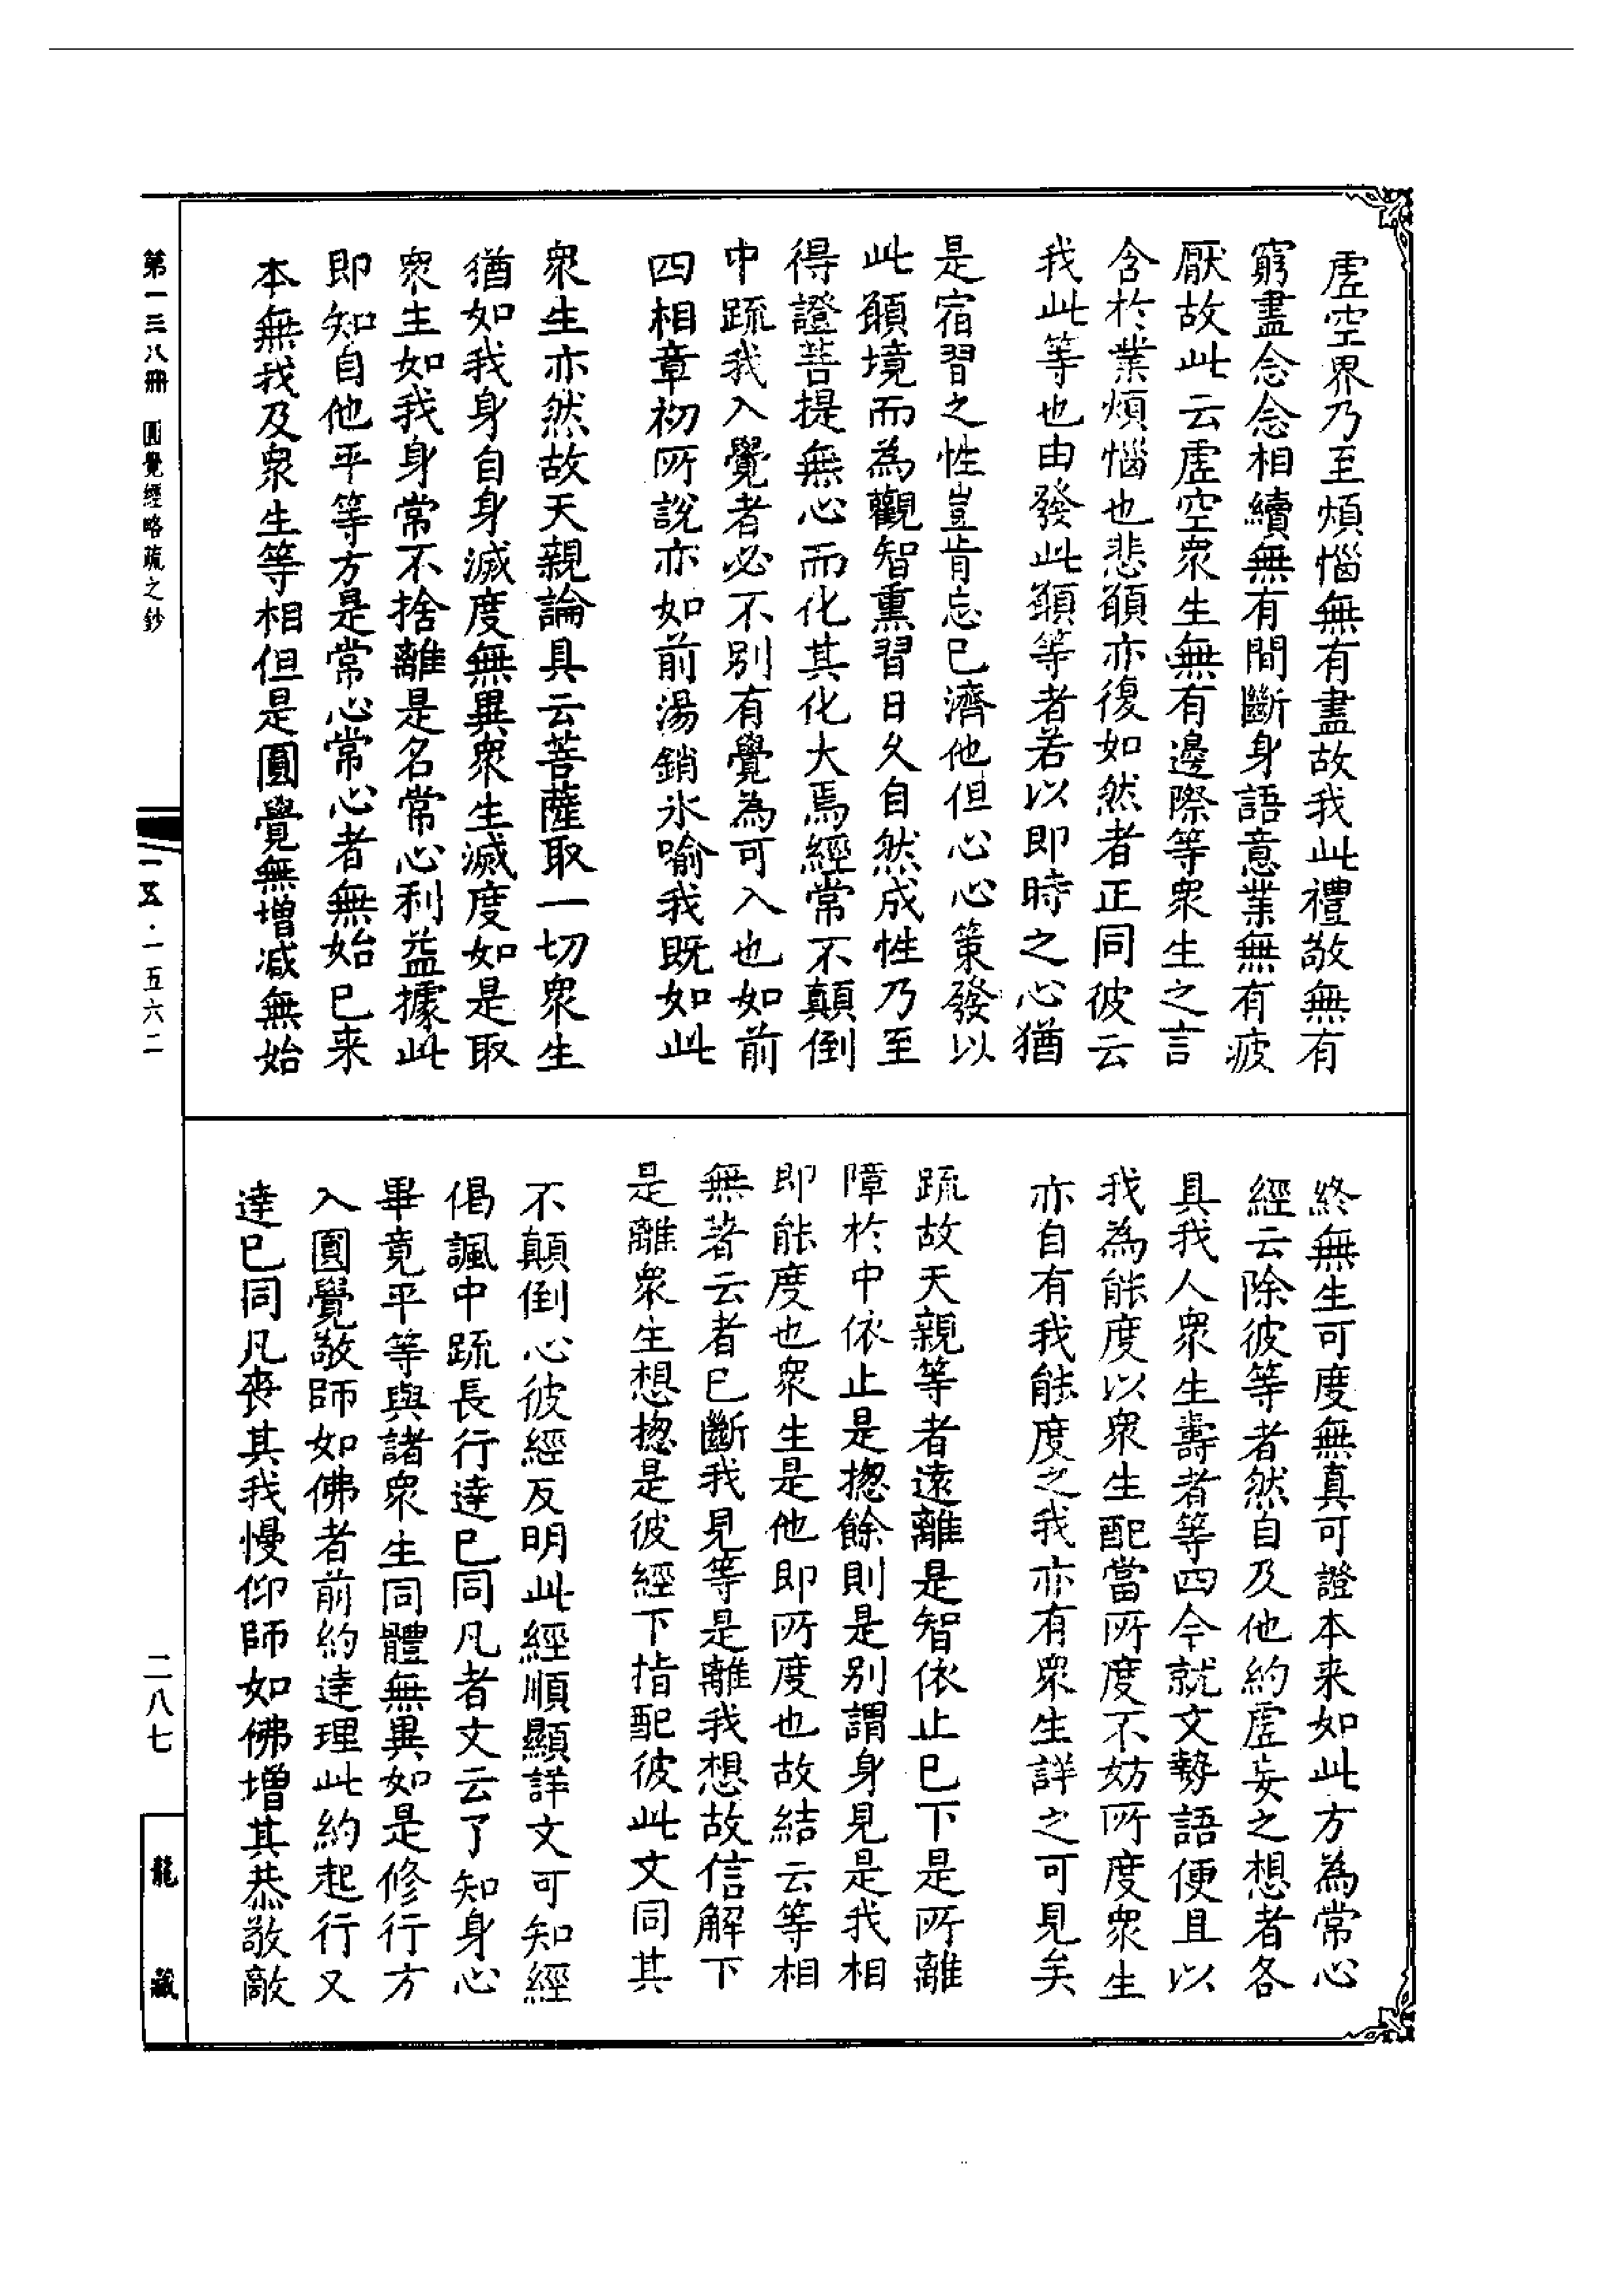 虛空界乃至煩惱無有盡故我此禮敬無有
窮盡念念相續無有間斷身語意業無有疲
厭故此云虛空眾生無有邊際等眾生之言
含於業煩惱也悲願亦復如然者正同彼云
我此等也由發此願等者若以即時之心猶
是宿習之性豈肯忘己濟他但心心策發以
此願境而為觀智熏習日久自然成性乃至
得證菩提無心而化其化大焉經常不顛倒
中疏我入覺者必不別有覺為可入也如前
四相章初所說亦如前湯銷氷喻我既如此
眾生亦然故天親論具云菩薩取一切眾生
猶如我身自身滅度無異眾生滅度如是取
眾生如我身常不捨離是名常心利益據此
即知自他平等方是常心常心者無始已来
本無我及眾生等相但是圓覺無增減無始
終無生可度無真可證本来如此方為常心
經云除彼等者然自及他約虛妄之想者各
具我人眾生壽者等四今就文勢語便且以
我為能度以眾生配當所度不妨所度眾生
亦自有我能度之我亦有眾生詳之可見矣
疏故天親等者遠離是智依止已下是所離
障於中依止是揔餘則是別謂身見是我相
即能度也眾生是他即所度也故結云等相
無著云者已斷我見等是離我想故信解下
是離眾生想揔是彼經下指配彼此文同其
不顛倒心彼經反明此經順顯詳文可知經
偈諷中疏長行達已同凡者文云了知身心
畢竟平等與諸眾生同體無異如是修行方
入圓覺敬師如佛者前約達理此約起行又
達已同凡喪其我慢仰師如佛增其恭敬敵
第一三八冊 圓覺經略疏之鈔
一五·一五六二
二八七
龍藏